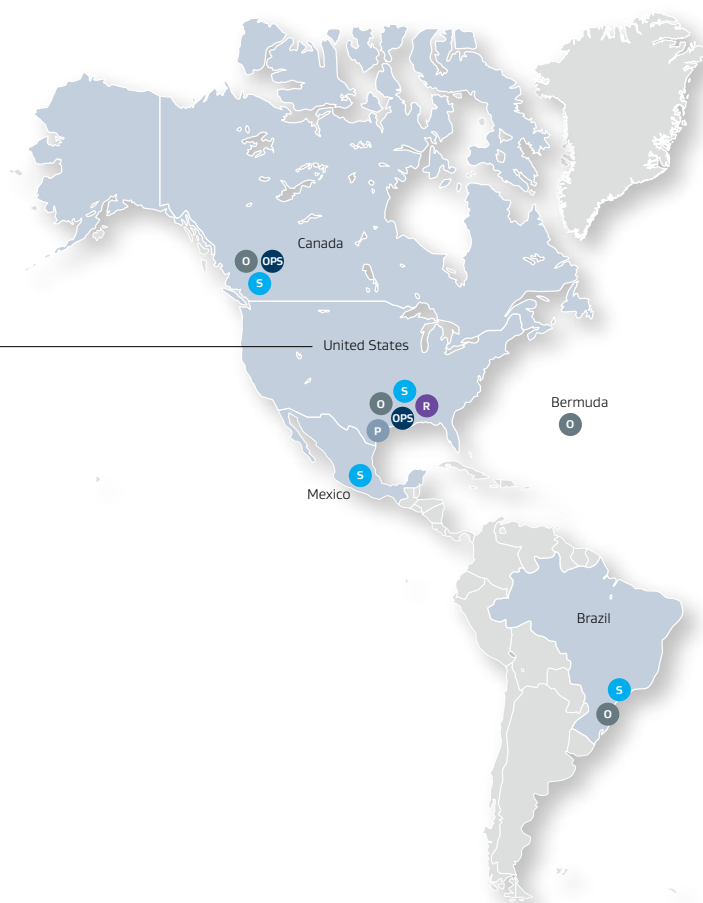 Canada
O OPS
S
United States
S
O R
OPS
P
Bermuda
O
S
Mexico
Brazil
S
O